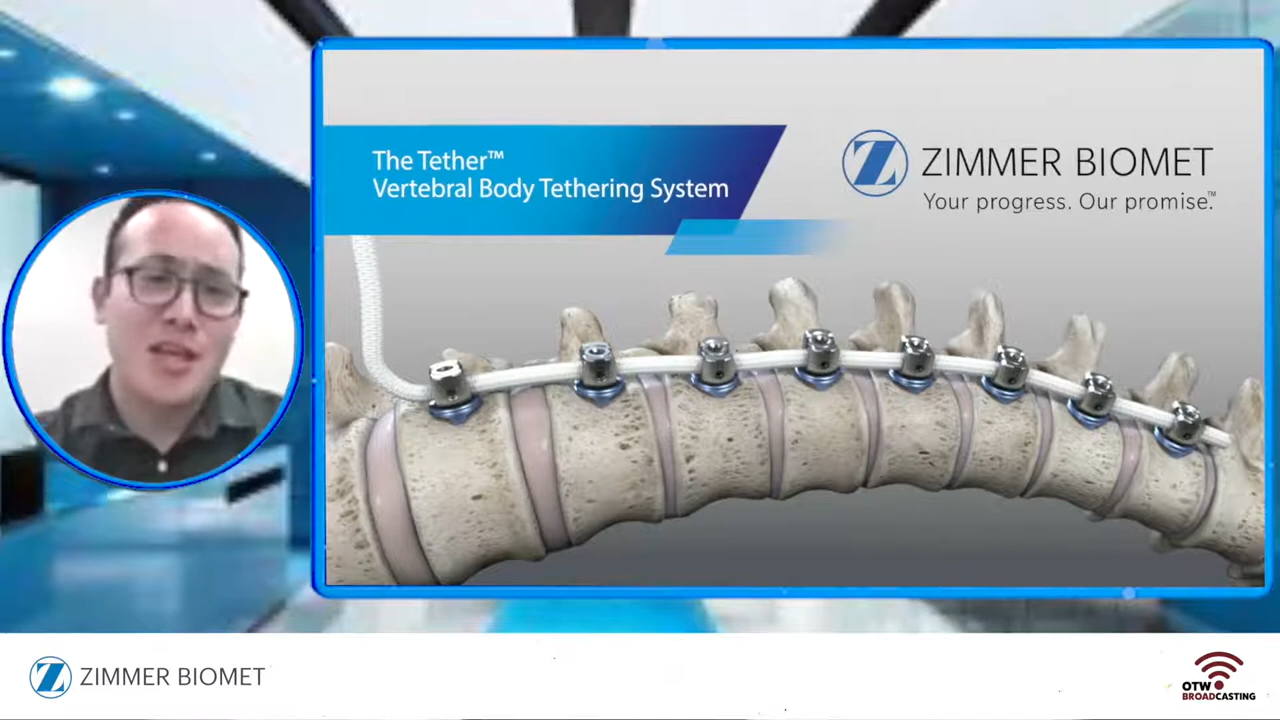 The Tether™
Vertebral Body Tethering System
ZIMMER BIOMET
Your progress. Our promise.™
ZIMMER BIOMET
OTW
BROADCASTING